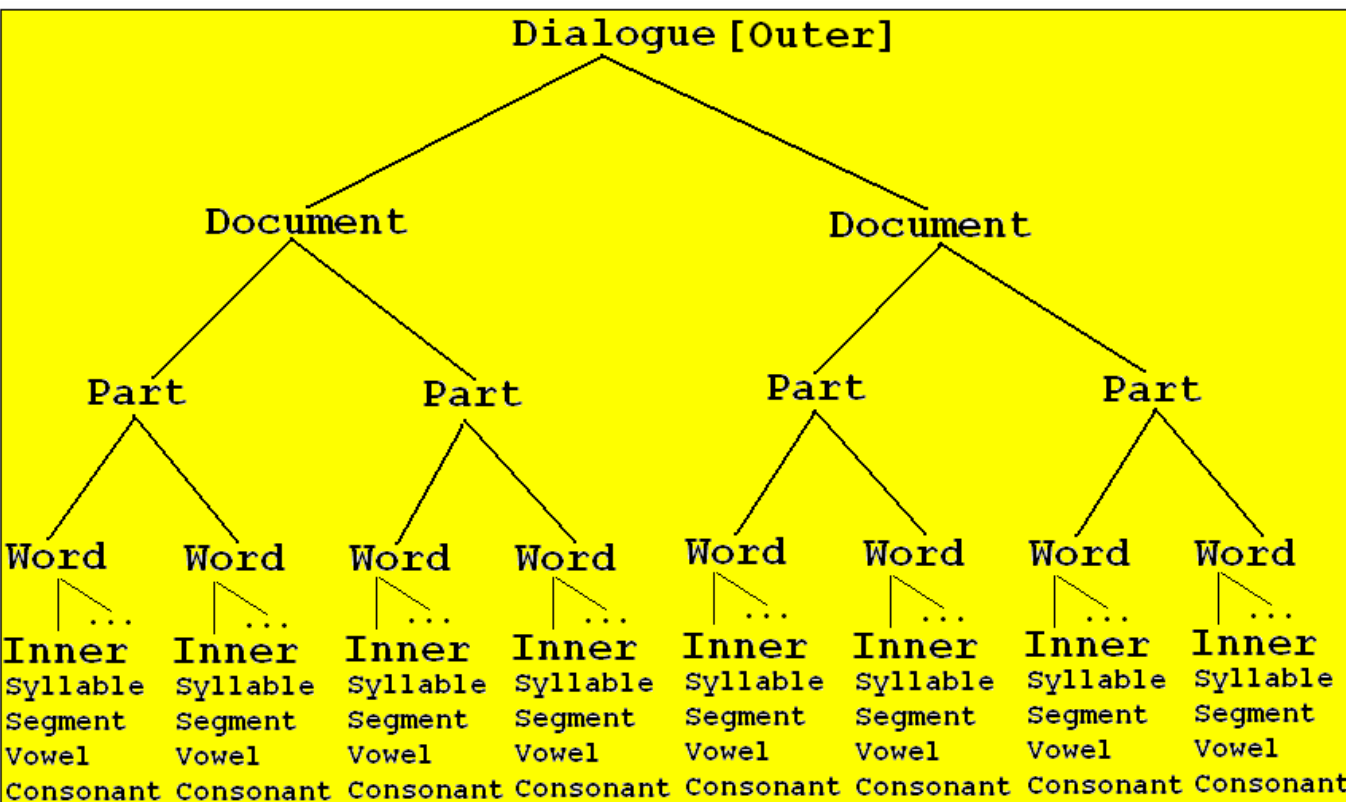 Dialogue [Outer]
Document Document
Part Part Part Part
Word Word Word Word Word Word Word Word
... ... ... ... ... ... ... ...
Inner Inner Inner Inner Inner Inner Inner Inner
Syllable Syllable Syllable Syllable Syllable Syllable Syllable Syllable
Segment Segment Segment Segment Segment Segment Segment Segment
Vowel Vowel Vowel Vowel Vowel Vowel Vowel Vowel
Consonant Consonant Consonant Consonant Consonant Consonant Consonant Consonant